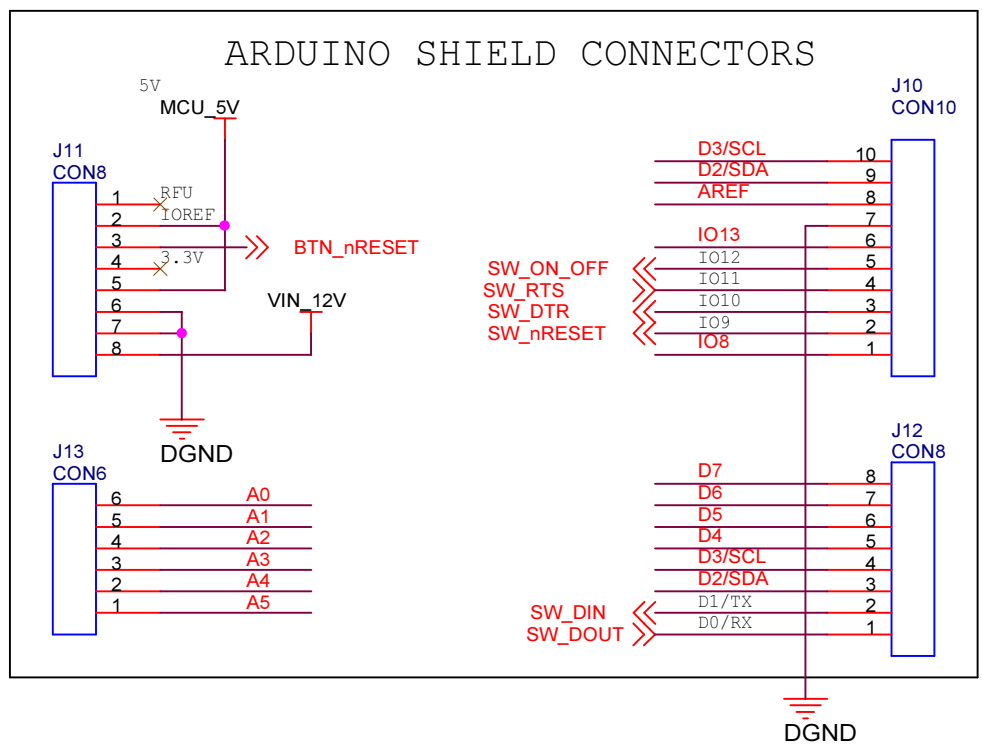 ARDUINO SHIELD CONNECTORS
5V
MCU_5V
J11
CON8
1 RFU
2 IOREF
3 BTN_nRESET
4 3.3V
5
6
7
8
VIN_12V
DGND
J13
CON6
6 A0
5 A1
4 A2
3 A3
2 A4
1 A5
J10
CON10
D3/SCL 10
D2/SDA 9
AREF 8
7
IO13 6
SW_ON_OFF IO12 5
SW_RTS IO11 4
SW_DTR IO10 3
SW_nRESET IO9 2
IO8 1
J12
CON8
D7 8
D6 7
D5 6
D4 5
D3/SCL 4
D2/SDA 3
SW_DIN D1/TX 2
SW_DOUT D0/RX 1
DGND